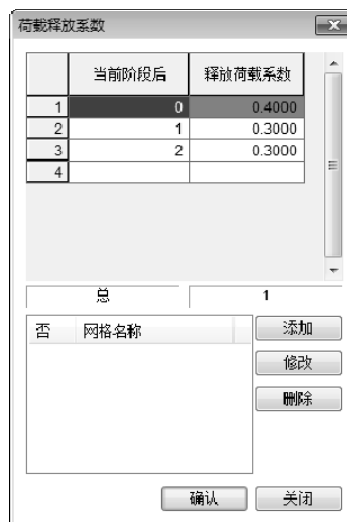 荷载释放系数
当前阶段后 释放荷载系数
1 0 0.4000
2 1 0.3000
3 2 0.3000
4
总 1
否 网格名称
添加
修改
删除
确认 关闭